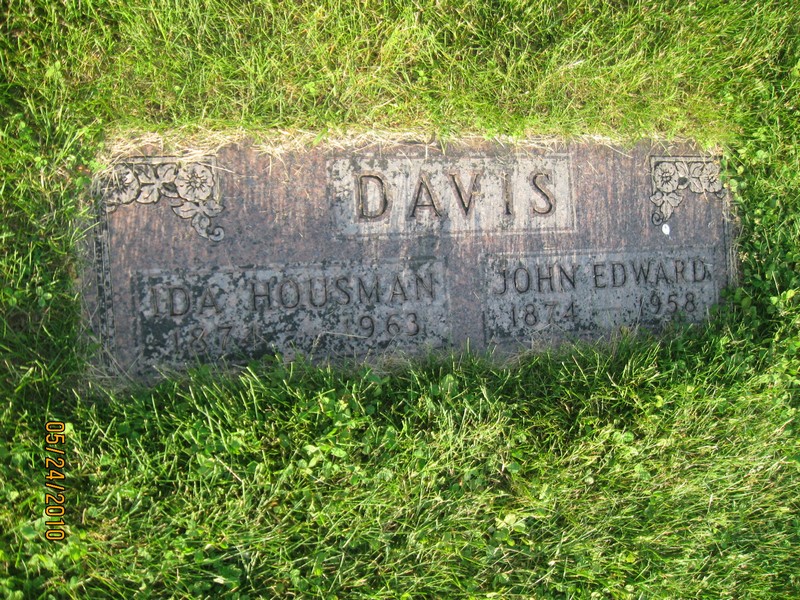 DAVIS
IDA HOUSMAN
1874 1963
JOHN EDWARD
1874 1958
05/24/2010